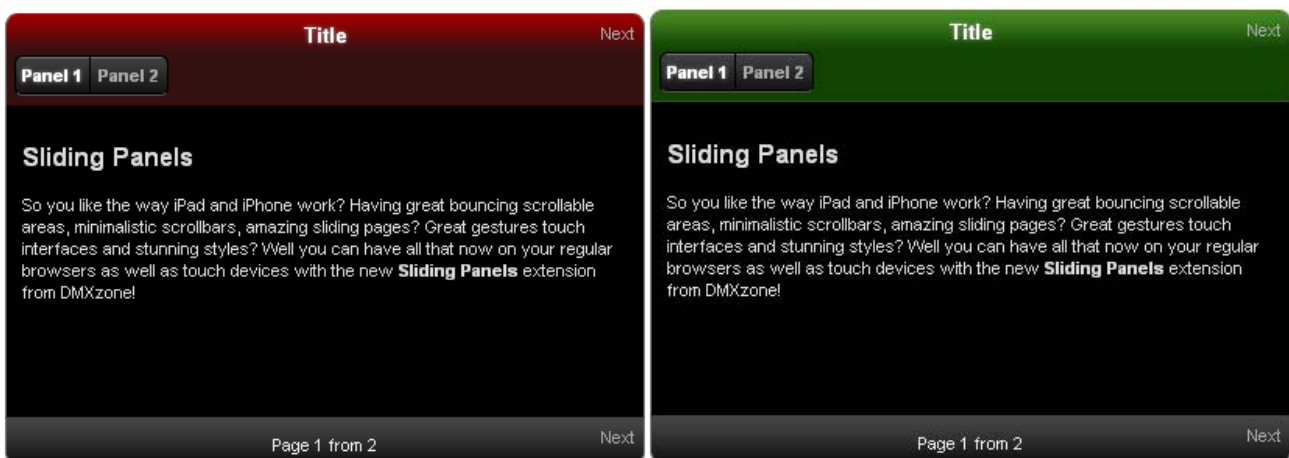 Title
Next
Panel 1 Panel 2
Sliding Panels
So you like the way iPad and iPhone work? Having great bouncing scrollable
areas, minimalistic scrollbars, amazing sliding pages? Great gestures touch
interfaces and stunning styles? Well you can have all that now on your regular
browsers as well as touch devices with the new Sliding Panels extension
from DMXzone!
Page 1 from 2
Next
Title
Next
Panel 1 Panel 2
Sliding Panels
So you like the way iPad and iPhone work? Having great bouncing scrollable
areas, minimalistic scrollbars, amazing sliding pages? Great gestures touch
interfaces and stunning styles? Well you can have all that now on your regular
browsers as well as touch devices with the new Sliding Panels extension
from DMXzone!
Page 1 from 2
Next